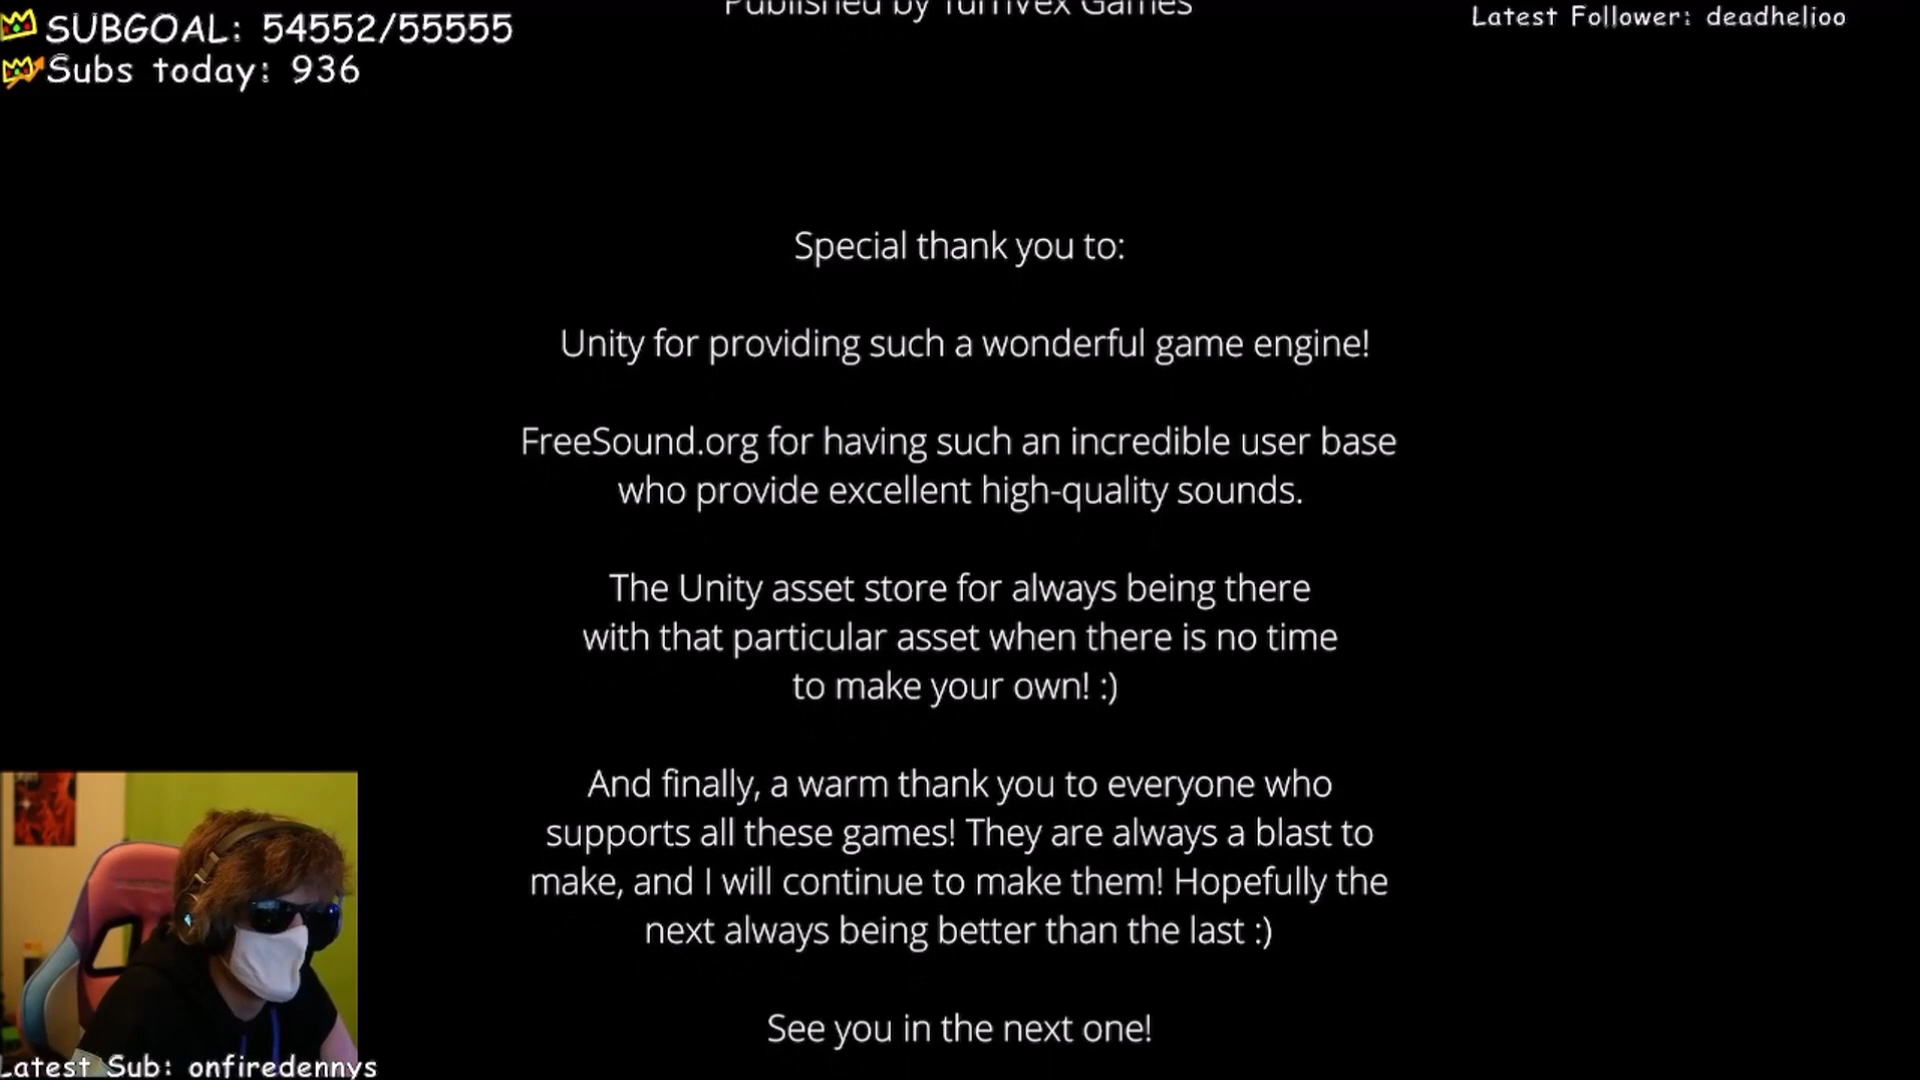 Published by Games
SUBGOAL: 54552/55555
Subs today: 936
Latest Follower: deadhelioo
Special thank you to:
Unity for providing such a wonderful game engine!
FreeSound.org for having such an incredible user base
who provide excellent high-quality sounds.
The Unity asset store for always being there
with that particular asset when there is no time
to make your own! :)
And finally, a warm thank you to everyone who
supports all these games! They are always a blast to
make, and I will continue to make them! Hopefully the
next always being better than the last :)
See you in the next one!
Latest Sub: onfiredennys